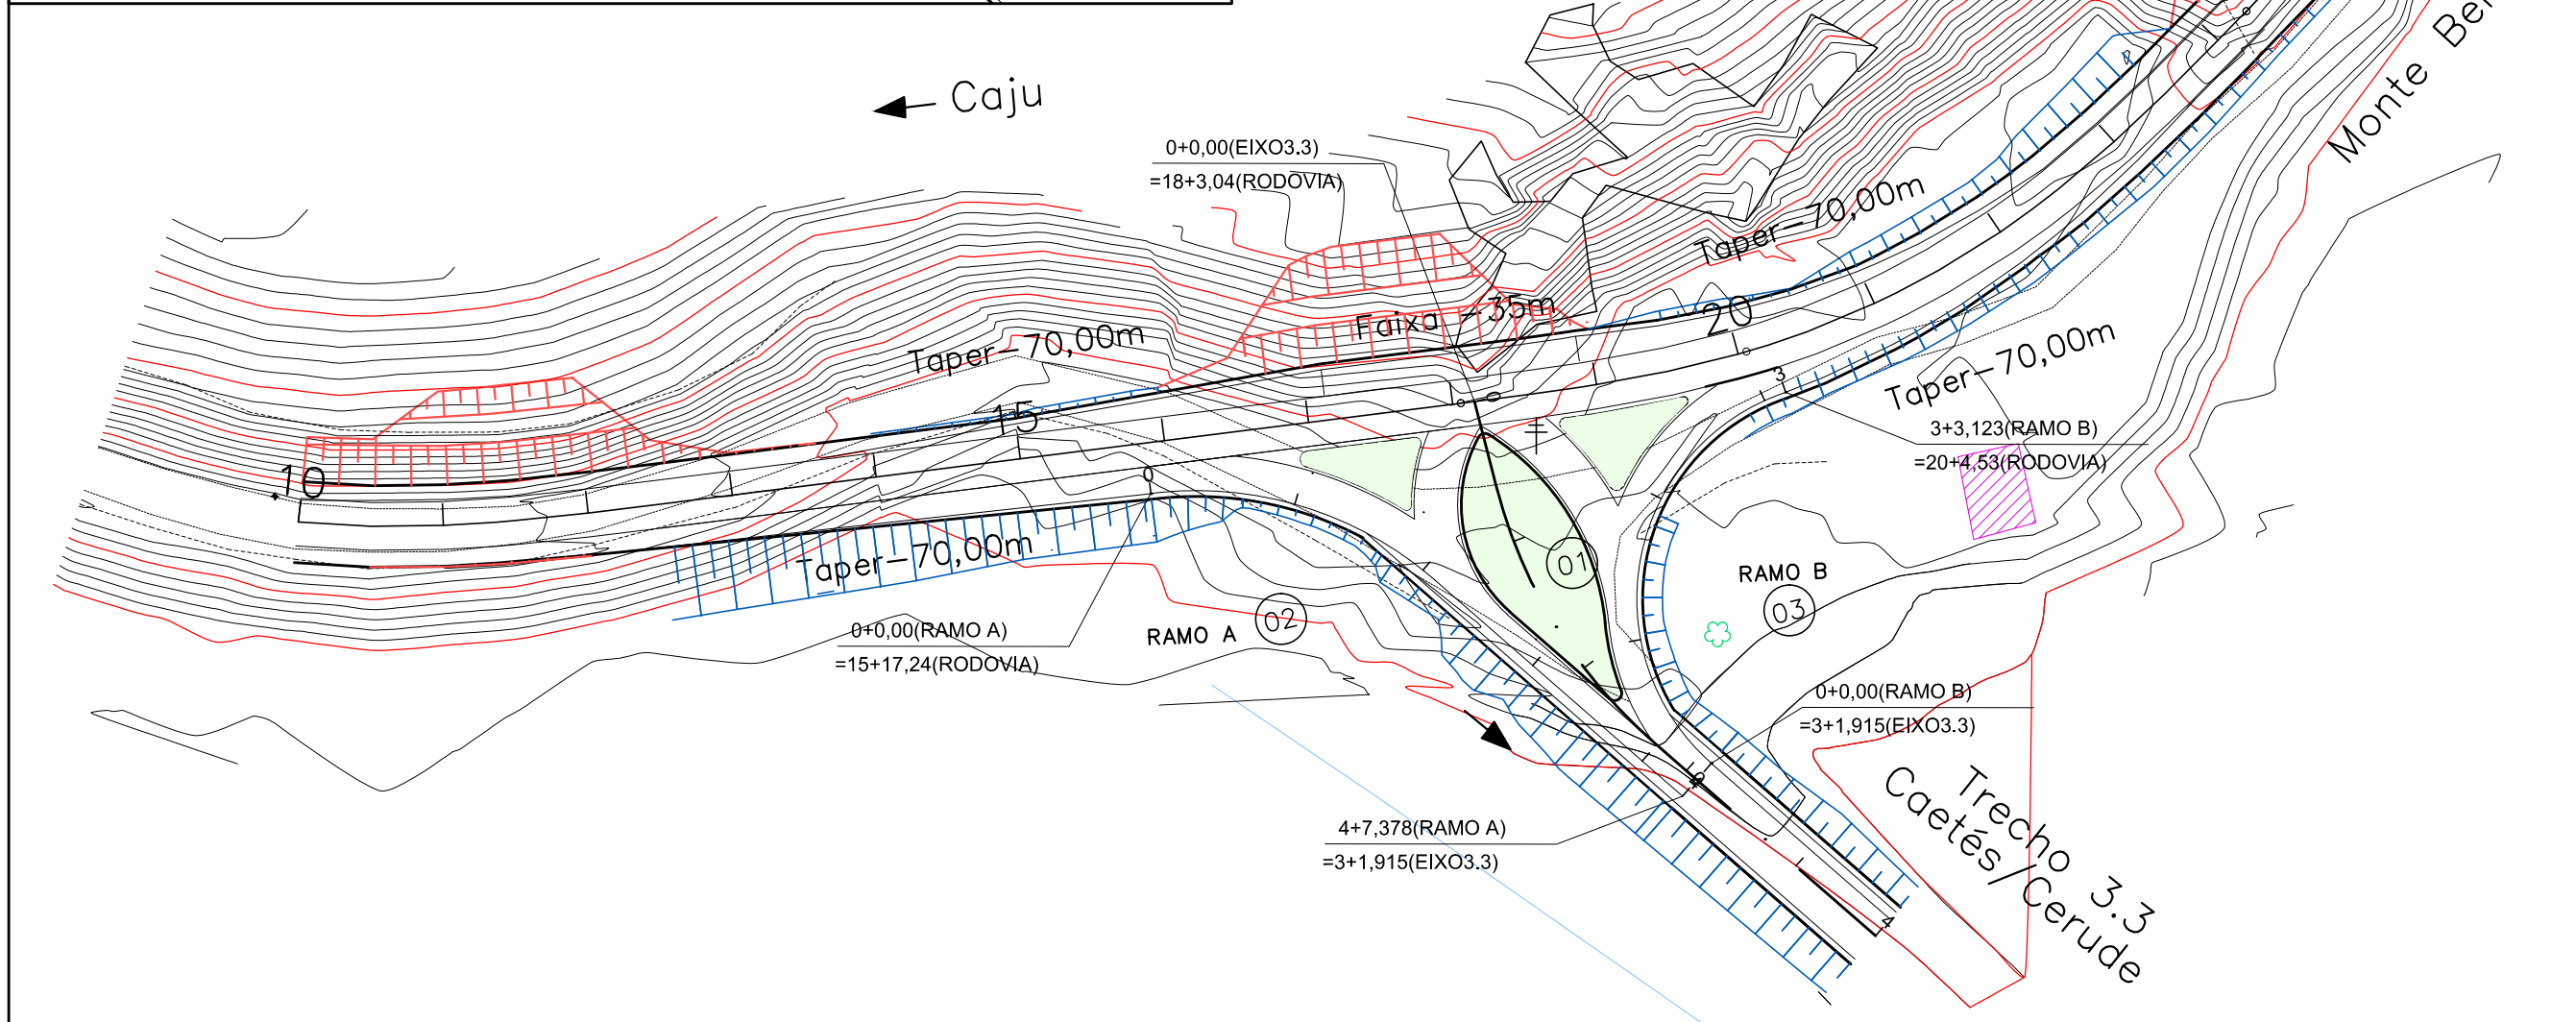 Caju
Monte Be
0+0,00(EIXO3.3)
=18+3,04(RODOVIA)
Taper-70,00m
Faixa -35m
20
Taper-70,00m
15
10
Taper-70,00m
3
3+3,123(RAMO B)
=20+4,53(RODOVIA)
0
0
Taper-70,00m
01
RAMO B
03
02
RAMO A
0+0,00(RAMO A)
=15+17,24(RODOVIA)
0+0,00(RAMO B)
=3+1,915(EIXO3.3)
4+7,378(RAMO A)
=3+1,915(EIXO3.3)
Trecho 3.3
Caetés/Cerude
4